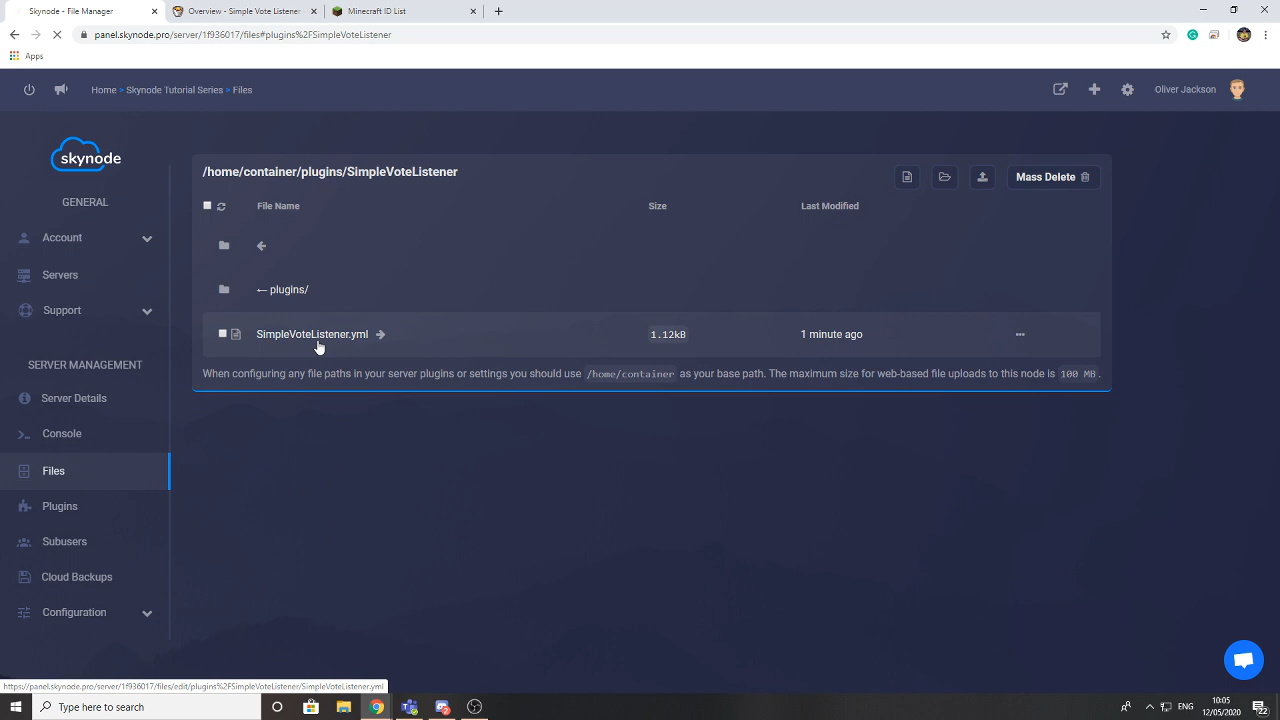 Skynode - File Manager
Overview - Simple Vote Listener
Minecraft ID List
panel.skynode.pro/server/1f936017/files#plugins%2FSimpleVoteListener
Apps
Home > Skynode Tutorial Series > Files
Oliver Jackson
skynode
GENERAL
Account
Servers
Support
SERVER MANAGEMENT
Server Details
Console
Files
Plugins
Subusers
Cloud Backups
Configuration
/home/container/plugins/SimpleVoteListener
Mass Delete
File Name
Size
Last Modified
← plugins/
SimpleVoteListener.yml
1.12kB
1 minute ago
When configuring any file paths in your server plugins or settings you should use /home/container as your base path. The maximum size for web-based file uploads to this node is 100 MB.
https://panel.skynode.pro/server/1f936017/files/edit/plugins%2FSimpleVoteListener/SimpleVoteListener.yml
Type here to search
10:05
12/05/2020